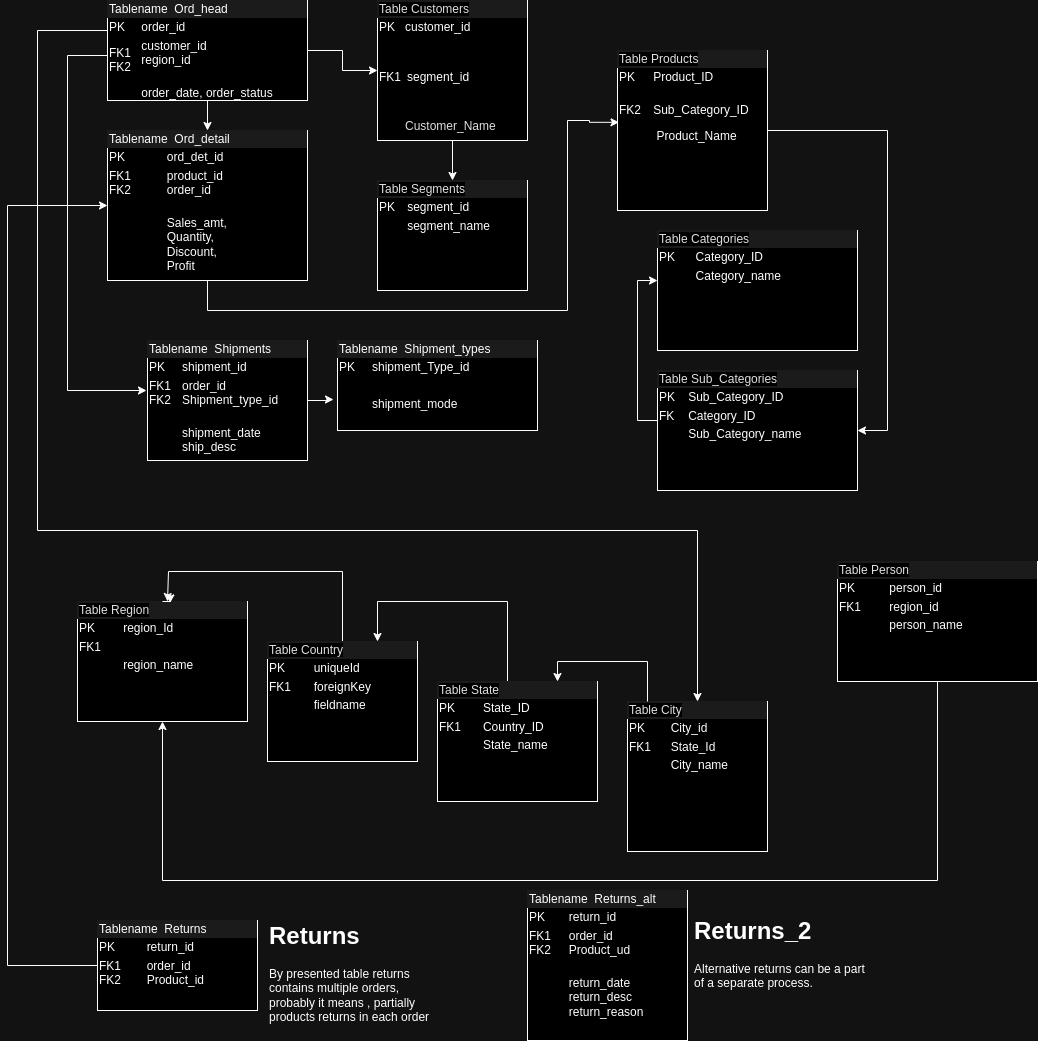 Tablename Ord_head
PK order_id
customer_id
FK1
region_id
FK2
order_date, order_status
Table Customers
PK customer_id
FK1 segment_id
Customer_Name
Table Products
PK Product_ID
FK2 Sub_Category_ID
Product_Name
Tablename Ord_detail
PK ord_det_id
FK1 product_id
FK2 order_id
Sales_amt,
Quantity,
Discount,
Profit
Table Segments
PK segment_id
segment_name
Table Categories
PK Category_ID
Category_name
Tablename Shipments
PK shipment_id
FK1 order_id
FK2 Shipment_type_id
shipment_date
ship_desc
Tablename Shipment_types
PK shipment_Type_id
shipment_mode
Table Sub_Categories
PK Sub_Category_ID
FK Category_ID
Sub_Category_name
Table Region
PK region_Id
FK1
region_name
Table Country
PK uniqueId
FK1 foreignKey
fieldname
Table State
PK State_ID
FK1 Country_ID
State_name
Table City
PK City_id
FK1 State_Id
City_name
Table Person
PK person_id
FK1 region_id
person_name
Tablename Returns
PK return_id
FK1 order_id
FK2 Product_id
Returns
By presented table returns
contains multiple orders,
probably it means , partially
products returns in each order
Tablename Returns_alt
PK return_id
FK1 order_id
FK2 Product_ud
return_date
return_desc
return_reason
Returns_2
Alternative returns can be a part
of a separate process.